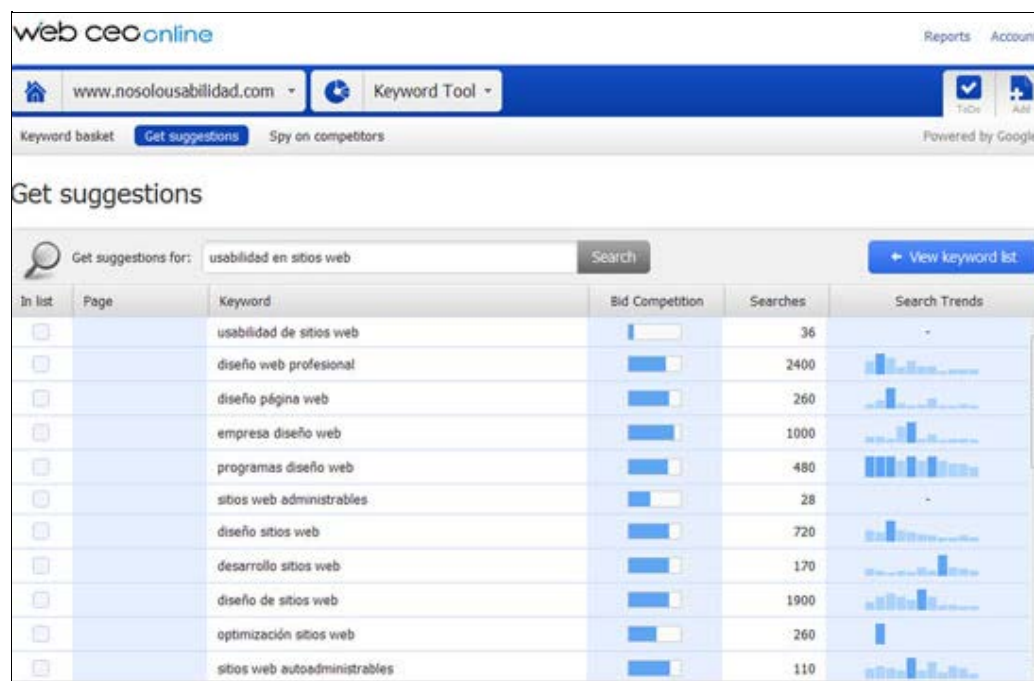 web ceo online
Reports Account
www.nosolousabilidad.com Keyword Tool
ToDo Add
Keyword basket Get suggestions Spy on competitors Powered by Google
Get suggestions
Get suggestions for: usabilidad en sitios web Search View keyword list
In list Page Keyword Bid Competition Searches Search Trends
usabilidad de sitios web 36 -
diseño web profesional 2400
diseño página web 260
empresa diseño web 1000
programas diseño web 480
sitios web administrables 28 -
diseño sitios web 720
desarrollo sitios web 170
diseño de sitios web 1900
optimización sitios web 260
sitios web autoadministrables 110